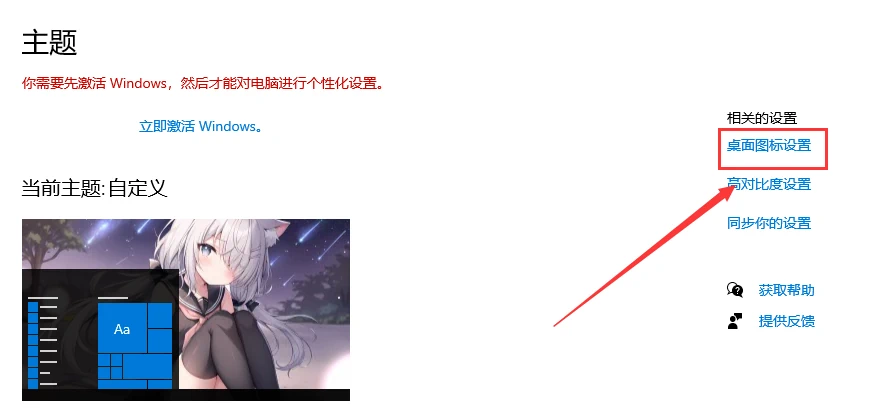 主题
你需要先激活 Windows，然后才能对电脑进行个性化设置。
立即激活 Windows。
当前主题: 自定义
Aa
相关的设置
桌面图标设置
高对比度设置
同步你的设置
获取帮助
提供反馈